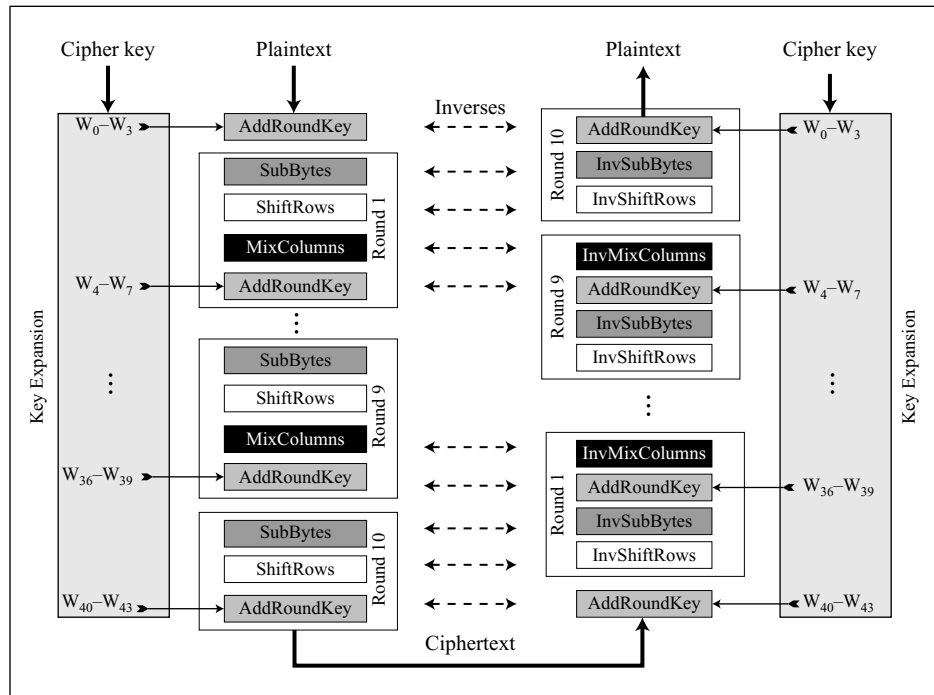 Cipher key
Plaintext
Plaintext
Cipher key
Inverses
W₀–W₃
AddRoundKey
AddRoundKey
W₀–W₃
SubBytes
ShiftRows
MixColumns
AddRoundKey
Round 1
W₄–W₇
InvSubBytes
InvShiftRows
Round 10
InvMixColumns
AddRoundKey
InvSubBytes
InvShiftRows
Round 9
W₄–W₇
⋯
Key Expansion
⋮
SubBytes
ShiftRows
MixColumns
AddRoundKey
Round 9
W₃₆–W₃₉
⋮
Key Expansion
⋮
InvMixColumns
AddRoundKey
InvSubBytes
InvShiftRows
Round 1
W₃₆–W₃₉
SubBytes
ShiftRows
AddRoundKey
Round 10
W₄₀–W₄₃
AddRoundKey
W₄₀–W₄₃
Ciphertext